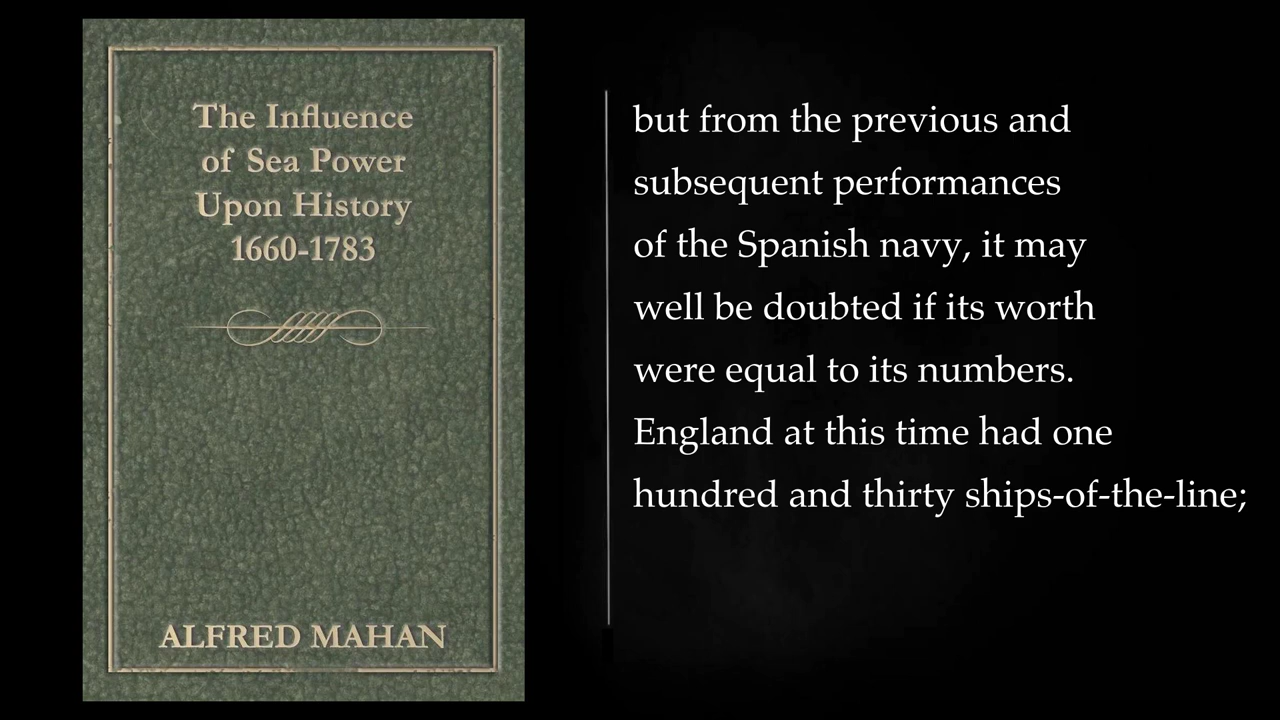 The Influence
of Sea Power
Upon History
1660-1783
ALFRED MAHAN
but from the previous and
subsequent performances
of the Spanish navy, it may
well be doubted if its worth
were equal to its numbers.
England at this time had one
hundred and thirty ships-of-the-line;